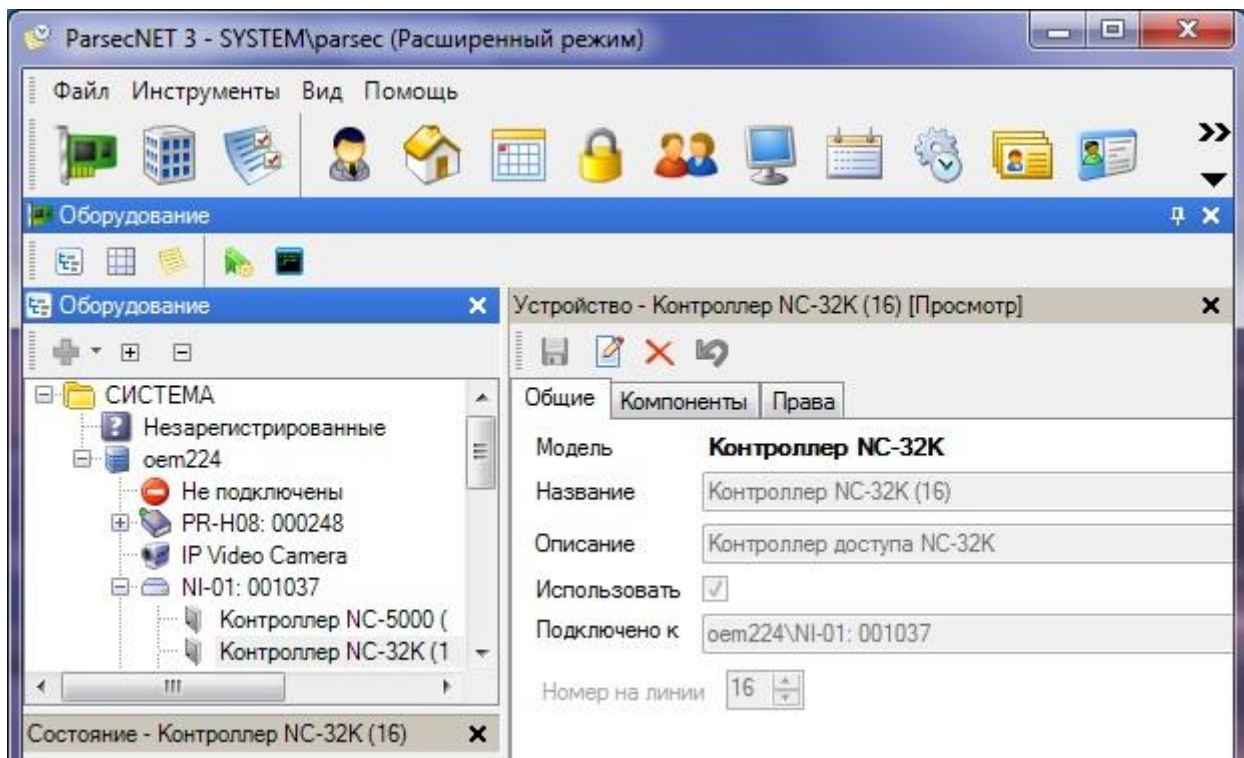 ParsecNET 3 - SYSTEM\parsec (Расширенный режим)
Файл Инструменты Вид Помощь
Оборудование
Оборудование
СИСТЕМА
Незарегистрированные
oem224
Не подключены
PR-H08: 000248
IP Video Camera
NI-01: 001037
Контроллер NC-5000 (
Контроллер NC-32K (1
Состояние - Контроллер NC-32K (16)
Устройство - Контроллер NC-32K (16) [Просмотр]
Общие Компоненты Права
Модель Контроллер NC-32K
Название Контроллер NC-32K (16)
Описание Контроллер доступа NC-32K
Использовать
Подключено к oem224\NI-01: 001037
Номер на линии 16